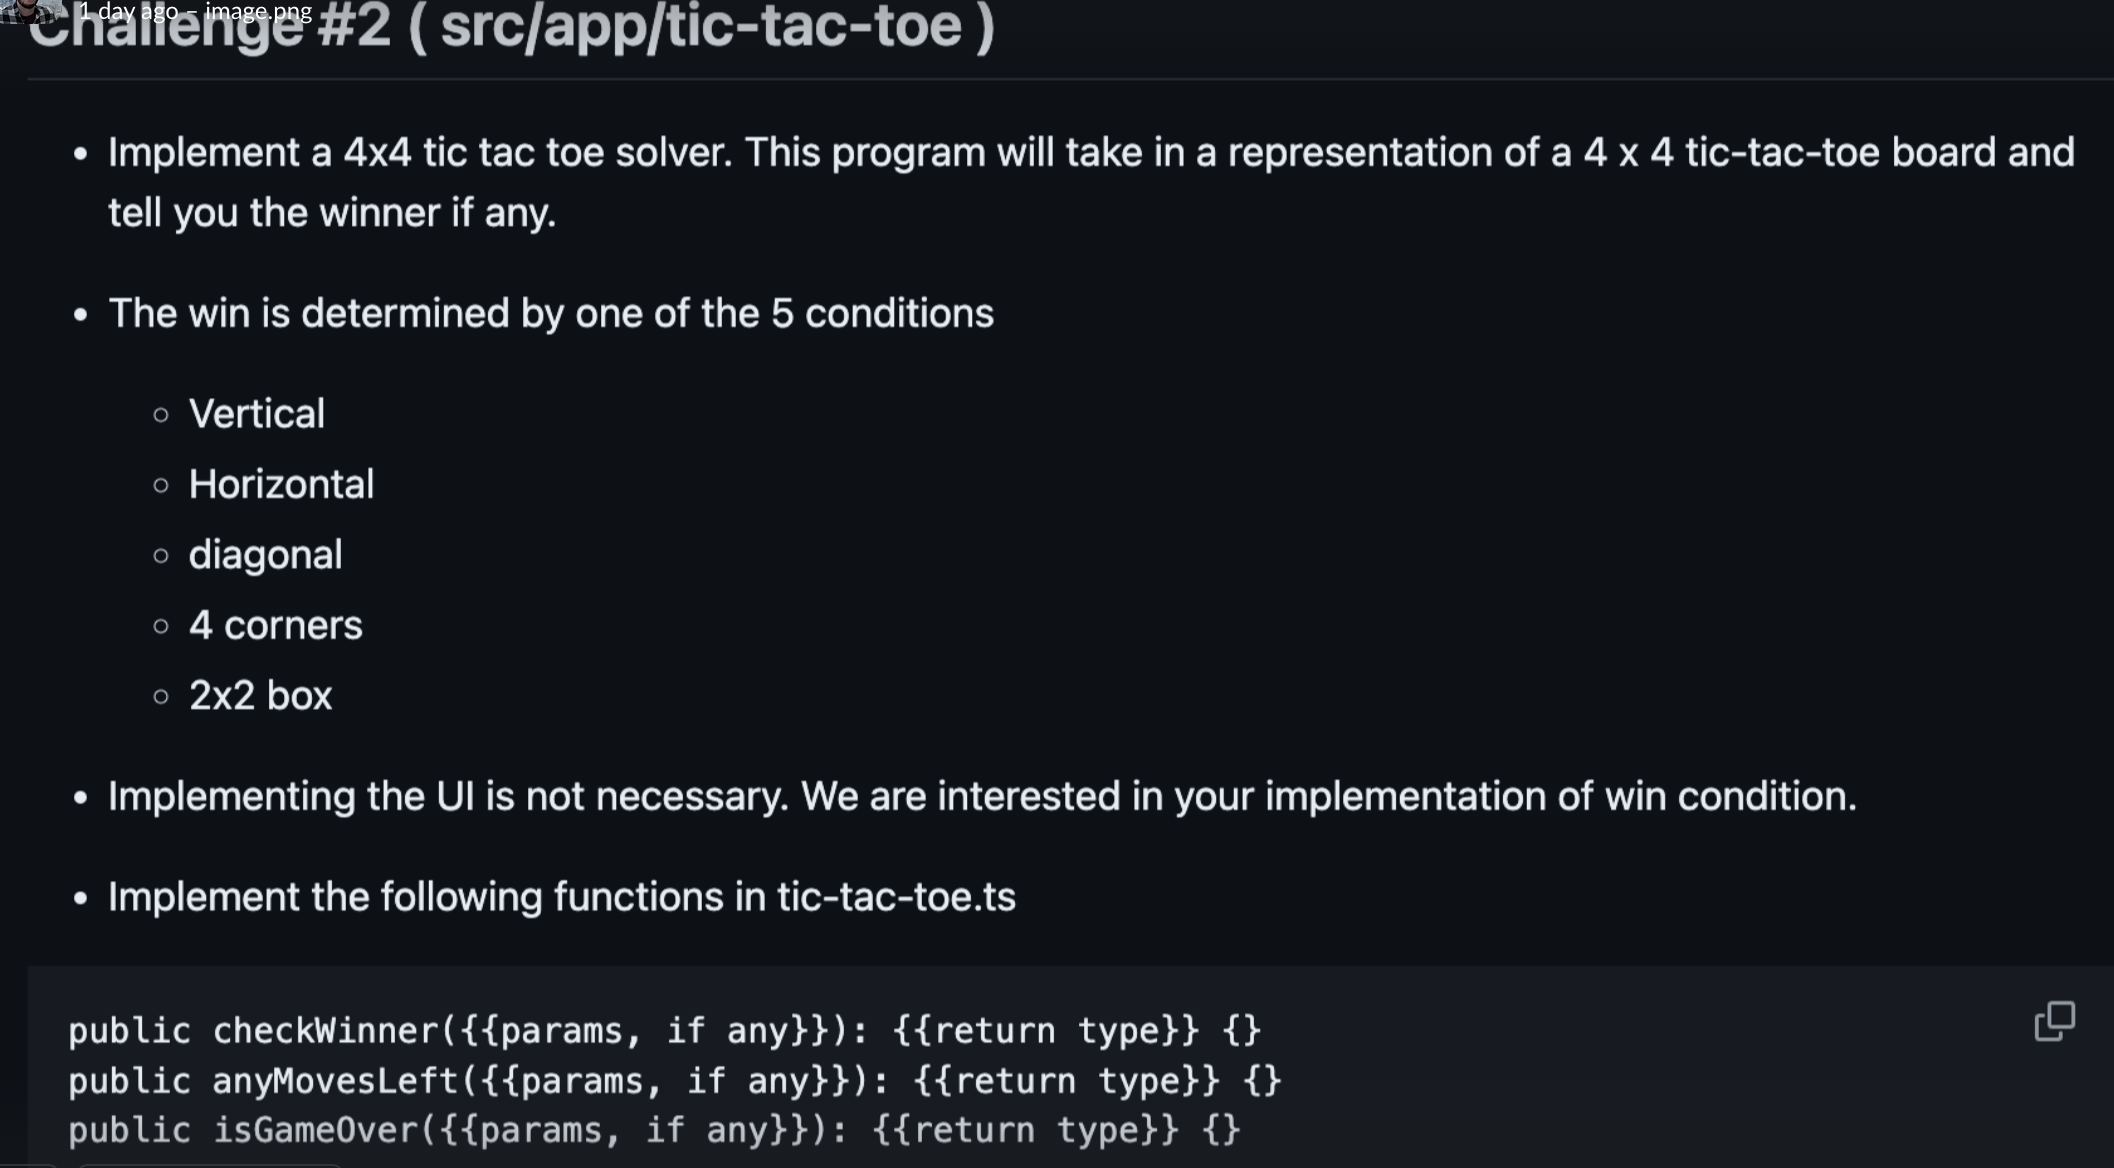 1 day ago – image.png
Challenge #2 ( src/app/tic-tac-toe )
• Implement a 4x4 tic tac toe solver. This program will take in a representation of a 4 x 4 tic-tac-toe board and
tell you the winner if any.
• The win is determined by one of the 5 conditions
○ Vertical
○ Horizontal
○ diagonal
○ 4 corners
○ 2x2 box
• Implementing the UI is not necessary. We are interested in your implementation of win condition.
• Implement the following functions in tic-tac-toe.ts
public checkWinner({{params, if any}}): {{return type}} {}
public anyMovesLeft({{params, if any}}): {{return type}} {}
public isGameOver({{params, if any}}): {{return type}} {}